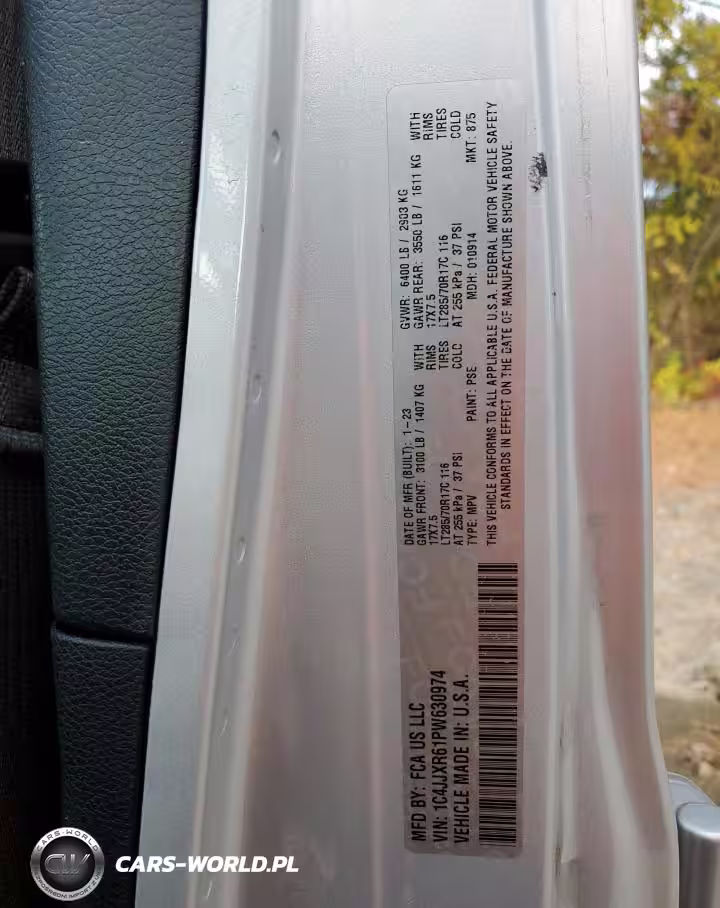 MFD BY: FCA US LLC
VIN: 1C4JJXR61PW630974
VEHICLE MADE IN: U.S.A.
DATE OF MFR (BUILT): 1-23 GVWR: 6400 LB / 2903 KG
GAWR FRONT: 3100 LB / 1407 KG WITH GAWR REAR: 3550 LB / 1611 KG WITH
17X7.5 RIMS 17X7.5 RIMS
LT285/70R17C 116 TIRES LT285/70R17C 116 TIRES
AT 255 kPa / 37 PSI COLD AT 255 kPa / 37 PSI COLD
TYPE: MPV PAINT: PSE MDH: 010914 MKT: 875
THIS VEHICLE CONFORMS TO ALL APPLICABLE U.S.A. FEDERAL MOTOR VEHICLE SAFETY
STANDARDS IN EFFECT ON THE DATE OF MANUFACTURE SHOWN ABOVE.
CARS-WORLD
CW
CARS-WORLD.PL